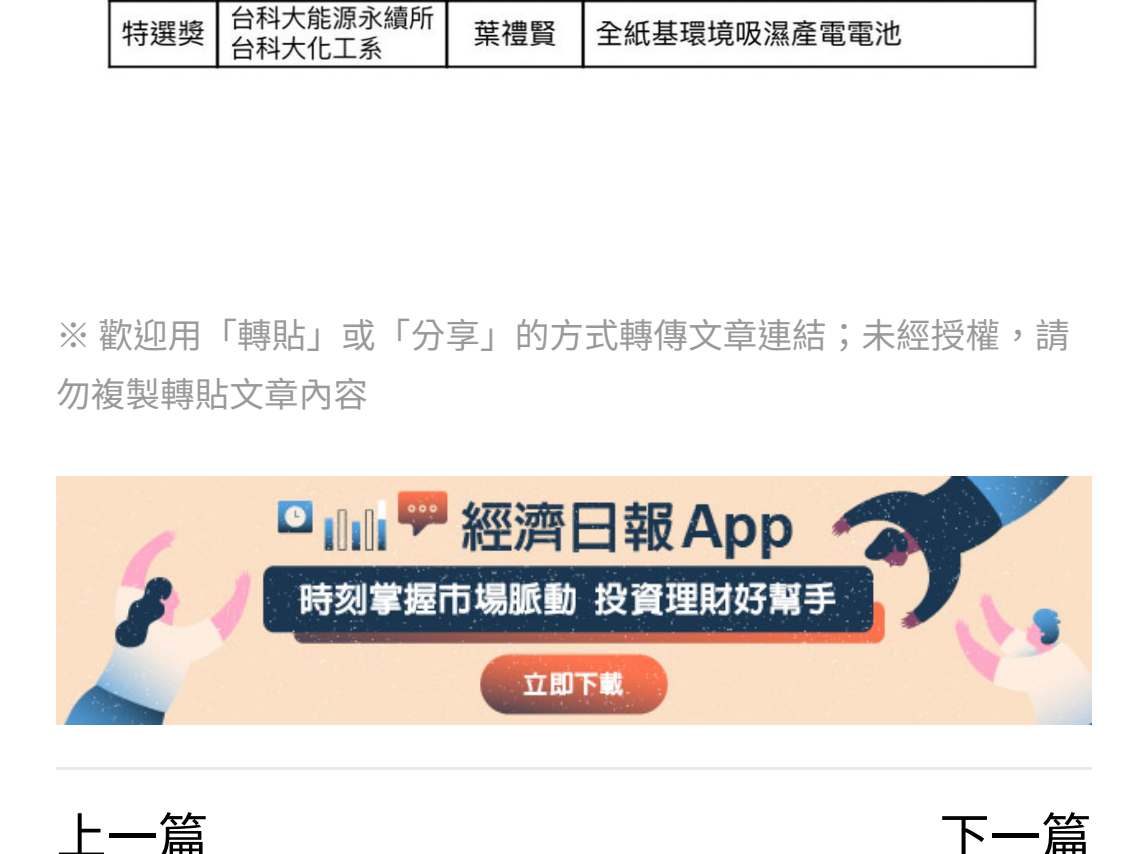 特選獎
台科大能源永續所
台科大化工系
葉禮賢
全紙基環境吸濕產電電池
※ 歡迎用「轉貼」或「分享」的方式轉傳文章連結；未經授權，請
勿複製轉貼文章內容
經濟日報App
時刻掌握市場脈動 投資理財好幫手
立即下載
上一篇
下一篇